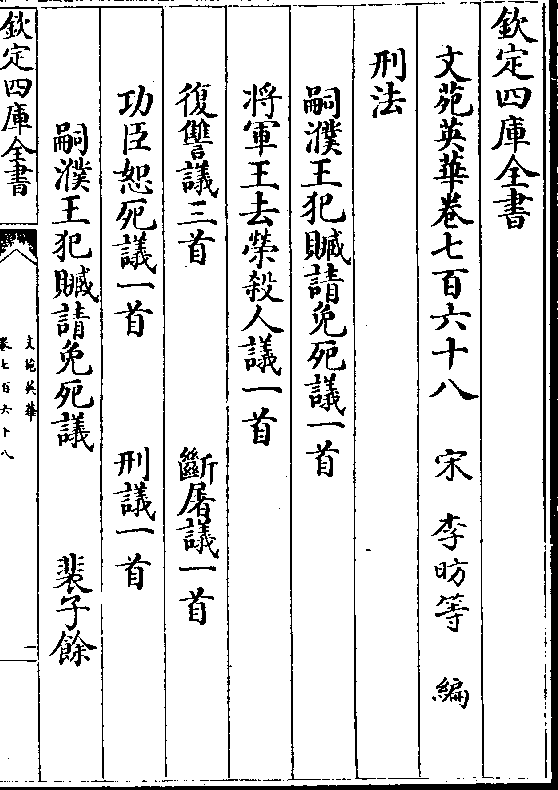 欽定四庫全書
文苑英華卷七百六十八 宋 李昉等 編
刑法
嗣濮王犯贓請免死議一首
将軍王去榮殺人議一首
復讐議三首 斷屠議一首
功臣恕死議一首 刑議一首
嗣濮王犯贓請免死議 裴子餘
欽定四庫全書
文苑英華
卷七百六十八
一